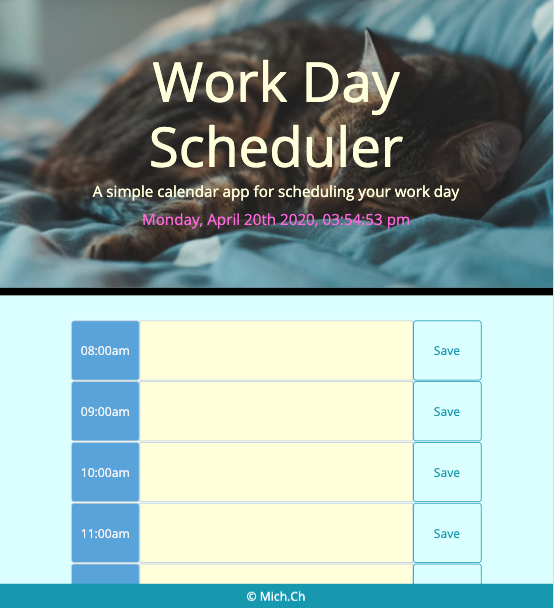 Work Day
Scheduler
A simple calendar app for scheduling your work day
Monday, April 20th 2020, 03:54:53 pm
08:00am Save
09:00am Save
10:00am Save
11:00am Save
© Mich.Ch